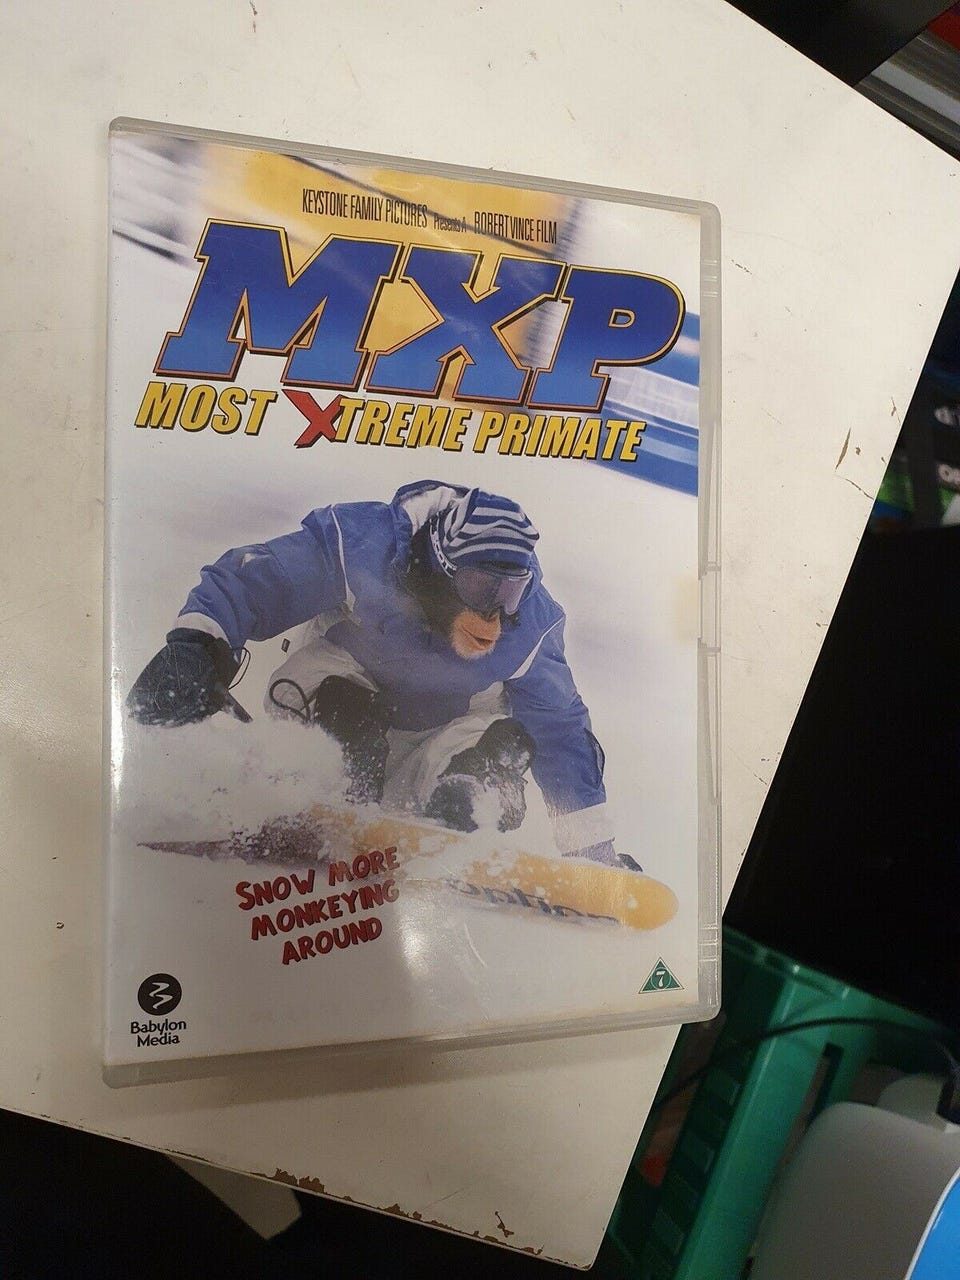 KEYSTONE FAMILY PICTURES Presents A ROBERT VINCE FILM
MXP
MOST XTREME PRIMATE
SNOW MORE
MONKEYING
AROUND
7
Babylon
Media